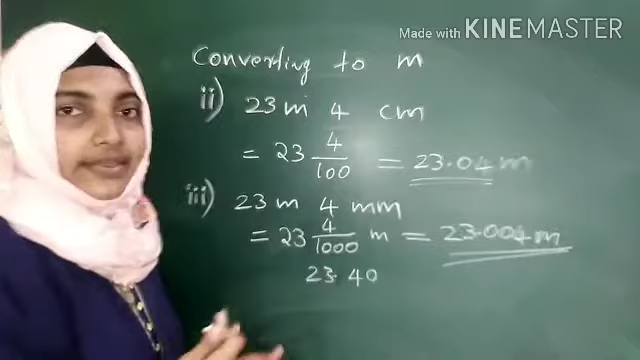 Made with KINEMASTER
Converting to m
ii) 23 m 4 cm
= 23 4/100 = 23.04 m
iii) 23 m 4 mm
= 23 4/1000 m = 23.004 m
23.40